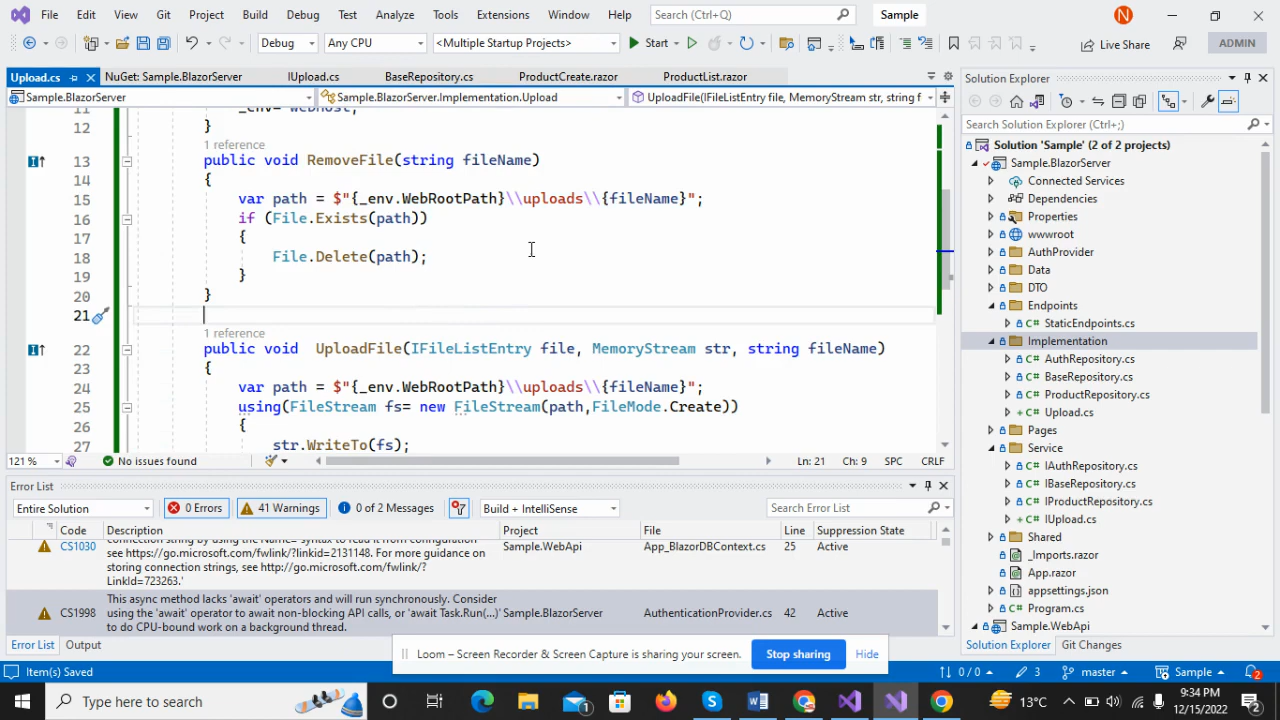 File Edit View Git Project Build Debug Test Analyze Tools Extensions Window Help Search (Ctrl+Q) Sample N
Debug Any CPU <Multiple Startup Projects> Start Live Share ADMIN
Upload.cs NuGet: Sample.BlazorServer IUpload.cs BaseRepository.cs ProductCreate.razor ProductList.razor
Sample.BlazorServer Sample.BlazorServer.Implementation.Upload UploadFile(IFileListEntry file, MemoryStream str, string f
12 }
1 reference
13 public void RemoveFile(string fileName)
14 {
15 var path = $"{_env.WebRootPath}\\uploads\\{fileName}";
16 if (File.Exists(path))
17 {
18 File.Delete(path);
19 }
20 }
21
1 reference
22 public void UploadFile(IFileListEntry file, MemoryStream str, string fileName)
23 {
24 var path = $"{_env.WebRootPath}\\uploads\\{fileName}";
25 using(FileStream fs= new FileStream(path,FileMode.Create))
26 {
27 str.WriteTo(fs);
121 % No issues found Ln: 21 Ch: 9 SPC CRLF
Error List
Entire Solution 0 Errors 41 Warnings 0 of 2 Messages Build + IntelliSense Search Error List
Code Description Project File Line Suppression State
CS1030 connection string by using the Name= syntax to read it from configuration - see https://go.microsoft.com/fwlink/?linkid=2131148. For more guidance on storing connection strings, see http://go.microsoft.com/fwlink/?LinkId=723263.' Sample.WebApi App_BlazorDBContext.cs 25 Active
CS1998 This async method lacks 'await' operators and will run synchronously. Consider using the 'await' operator to await non-blocking API calls, or 'await Task.Run(...)' to do CPU-bound work on a background thread. Sample.BlazorServer AuthenticationProvider.cs 42 Active
Error List Output
Loom – Screen Recorder & Screen Capture is sharing your screen. Stop sharing Hide
Solution Explorer
Search Solution Explorer (Ctrl+;)
Solution 'Sample' (2 of 2 projects)
Sample.BlazorServer
Connected Services
Dependencies
Properties
wwwroot
AuthProvider
Data
DTO
Endpoints
C# StaticEndpoints.cs
Implementation
C# AuthRepository.cs
C# BaseRepository.cs
C# ProductRepository.cs
+ C# Upload.cs
Pages
Service
C# IAuthRepository.cs
C# IBaseRepository.cs
C# IProductRepository.cs
C# IUpload.cs
Shared
_Imports.razor
App.razor
appsettings.json
C# Program.cs
Sample.WebApi
Solution Explorer Git Changes
Item(s) Saved 0 / 0 3 master Sample 2
Type here to search 1 13°C 9:34 PM
12/15/2022 2